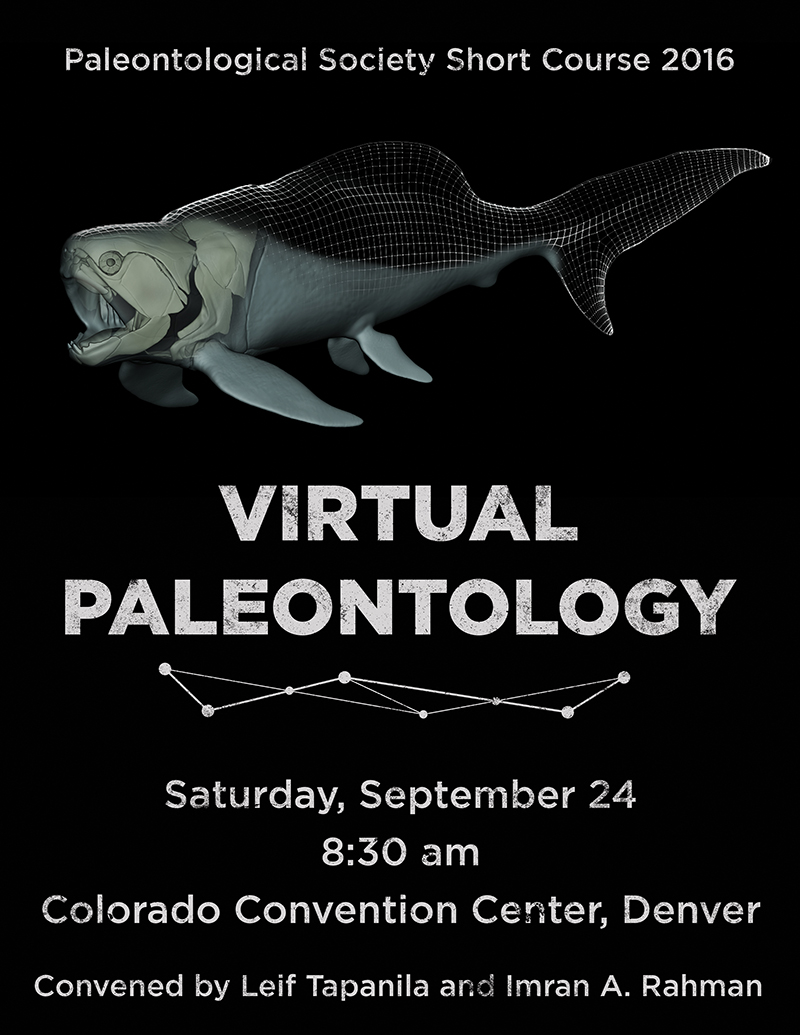 Paleontological Society Short Course 2016
VIRTUAL
PALEONTOLOGY
Saturday, September 24
8:30 am
Colorado Convention Center, Denver
Convened by Leif Tapanila and Imran A. Rahman